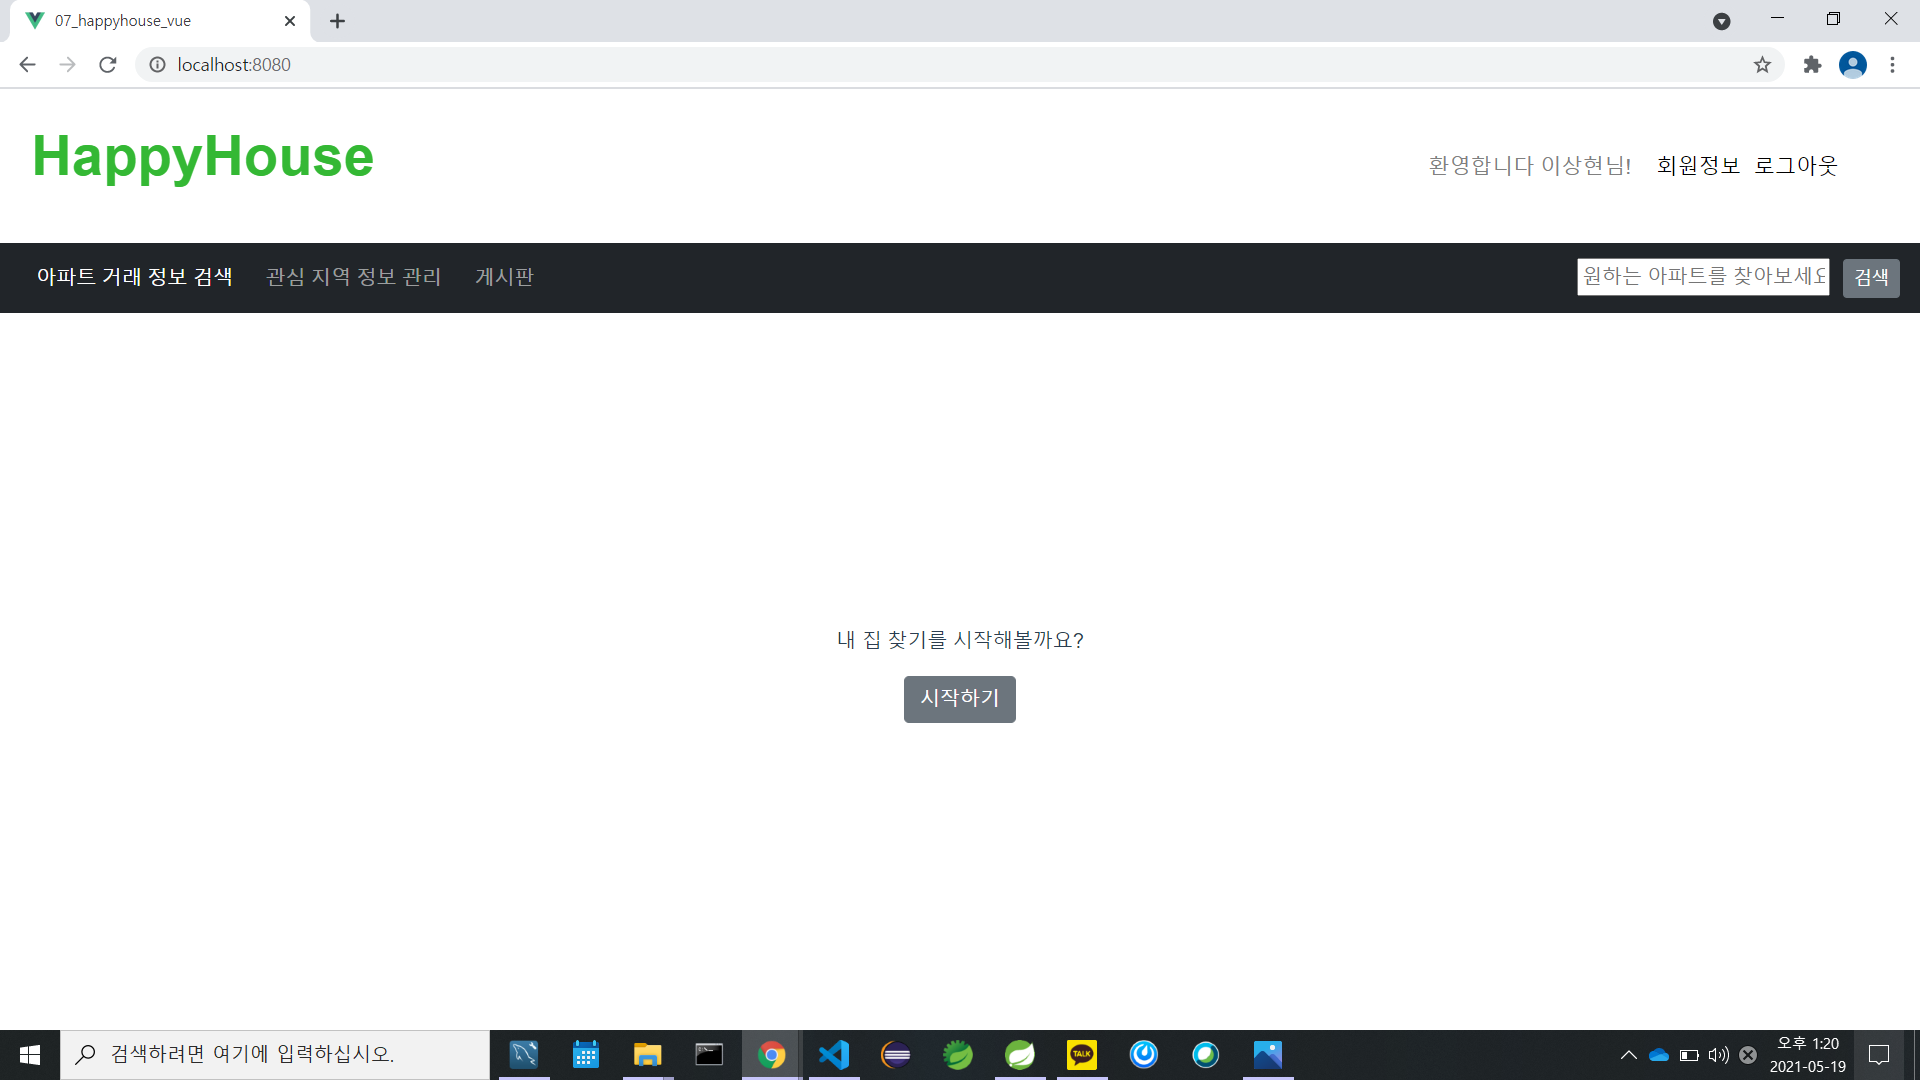 07_happyhouse_vue
localhost:8080
HappyHouse
환영합니다 이상현님! 회원정보 로그아웃
아파트 거래 정보 검색 관심 지역 정보 관리 게시판 원하는 아파트를 찾아보세요 검색
내 집 찾기를 시작해볼까요?
시작하기
검색하려면 여기에 입력하십시오.
TALK
오후 1:20
2021-05-19